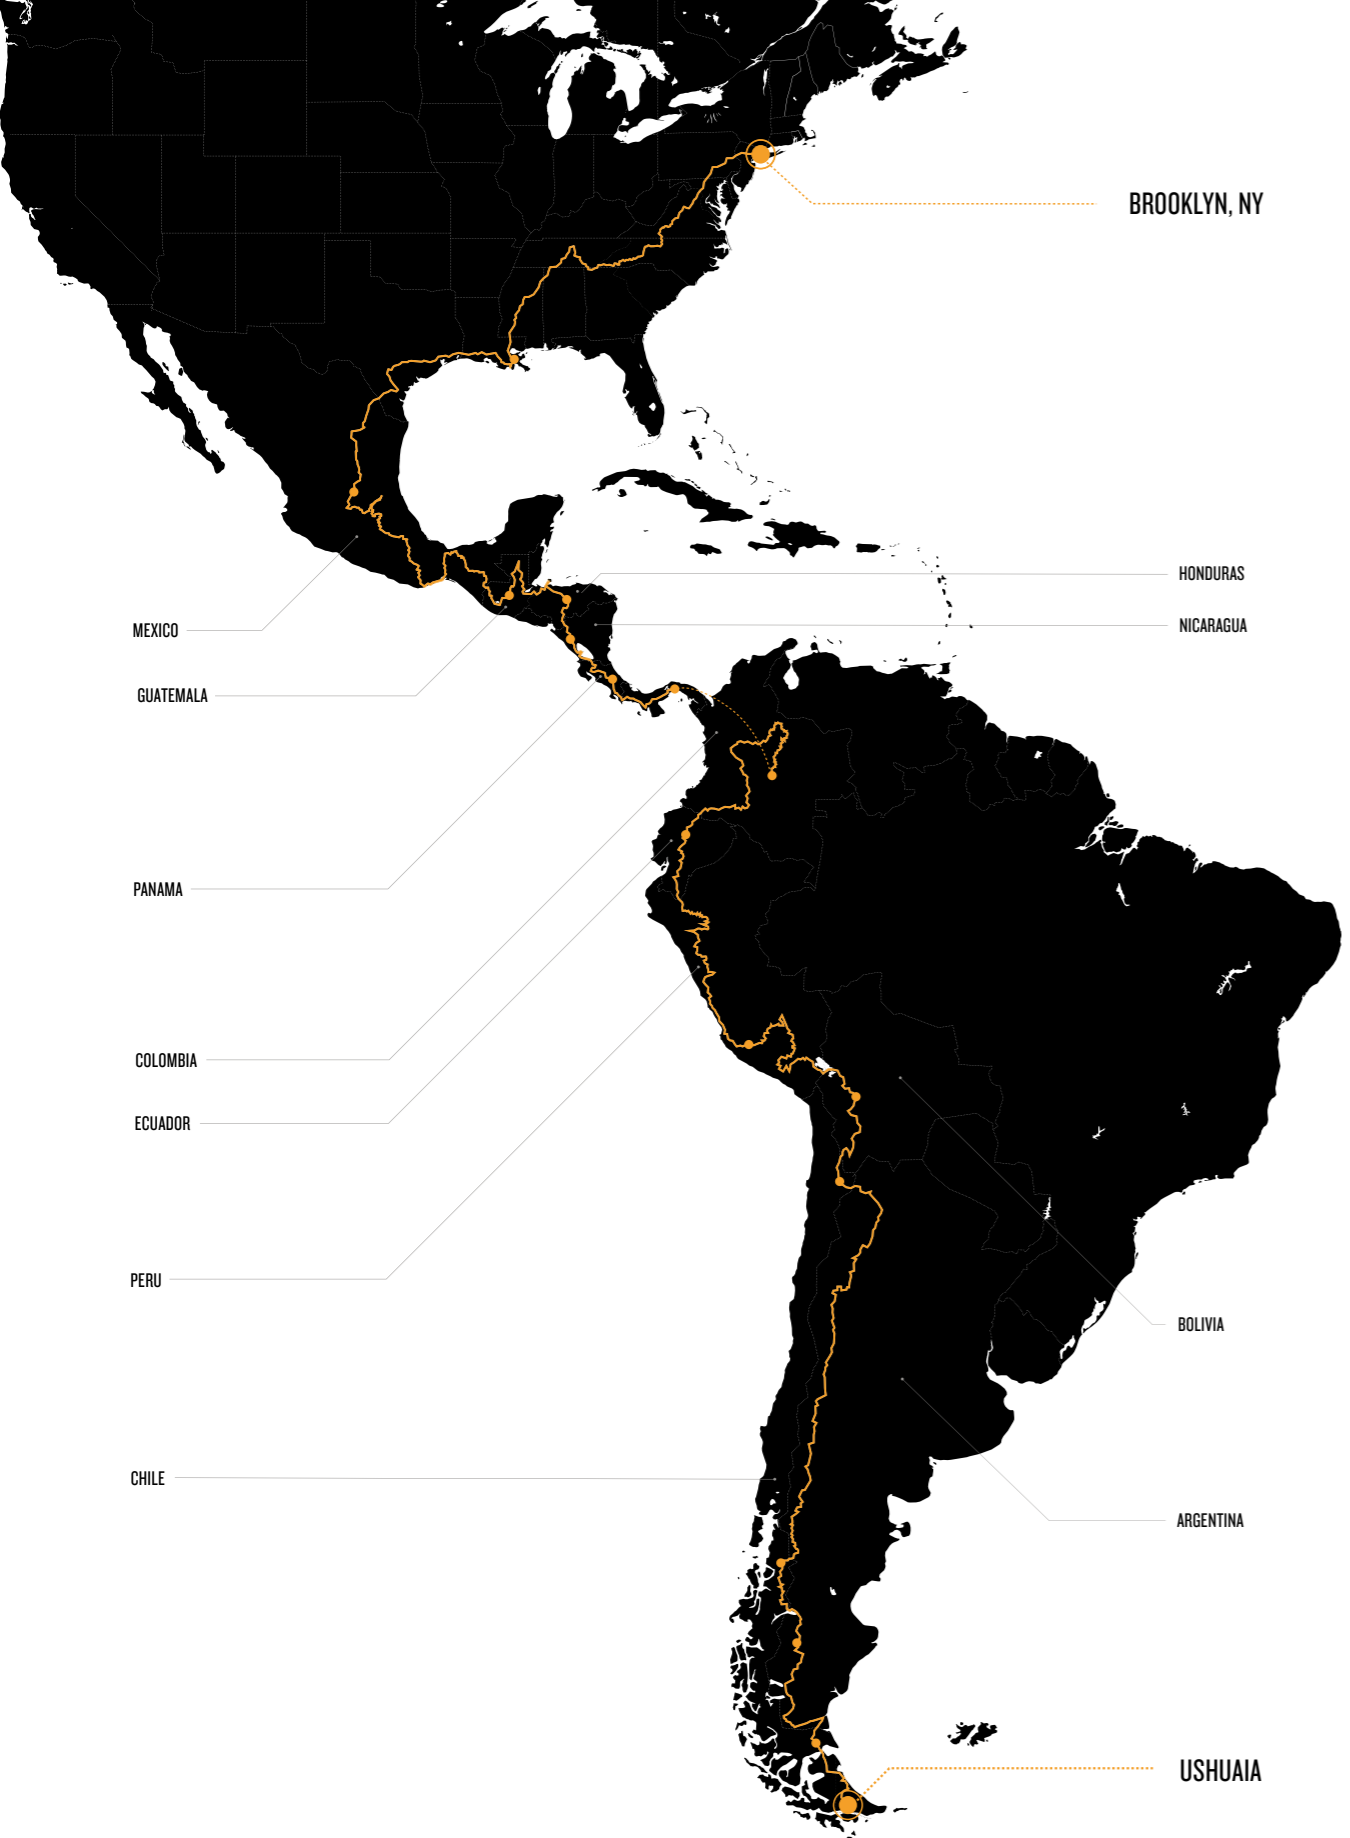 BROOKLYN, NY
HONDURAS
NICARAGUA
MEXICO
GUATEMALA
PANAMA
COLOMBIA
ECUADOR
PERU
BOLIVIA
CHILE
ARGENTINA
USHUAIA